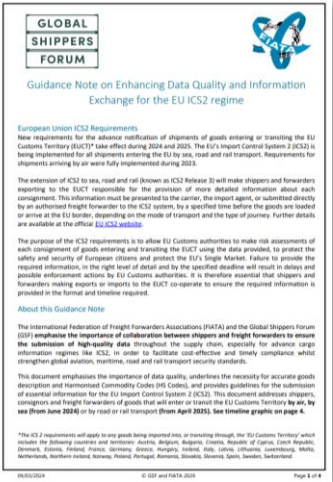 GLOBAL
SHIPPERS
FORUM
FIATA
Guidance Note on Enhancing Data Quality and Information
Exchange for the EU ICS2 regime
European Union ICS2 Requirements
New requirements for the advance notification of shipments of goods entering or transiting the EU
Customs Territory (EUCT)* take effect during 2024 and 2025. The EU's Import Control System 2 (ICS2) is
being implemented for all shipments entering the EU by sea, road and rail transport. Requirements for
shipments arriving by air were fully implemented during 2023.
The extension of ICS2 to sea, road and rail (known as ICS2 Release 3) will make shippers and forwarders
exporting to the EUCT responsible for the provision of more detailed information about each
consignment. This information must be presented to the carrier, the import agent, or submitted directly
by an authorised freight forwarder to the ICS2 system, by a specified time before the goods are loaded
or arrive at the EU border, depending on the mode of transport and the type of journey. Further details
are available at the official EU ICS2 website.
The purpose of the ICS2 requirements is to allow EU Customs authorities to make risk assessments of
each consignment of goods entering and transiting the EUCT using the data provided, to protect the
safety and security of European citizens and protect the EU's Single Market. Failure to provide the
required information, in the right level of detail and by the specified deadline will result in delays and
possible enforcement actions by EU Customs authorities. It is therefore essential that shippers and
forwarders making exports or imports to the EUCT co-operate to ensure the required information is
provided in the format and timeline required.
About this Guidance Note
The International Federation of Freight Forwarders Associations (FIATA) and the Global Shippers Forum
(GSF) emphasise the importance of collaboration between shippers and freight forwarders to ensure
the submission of high-quality data throughout the supply chain, especially for advance cargo
information regimes like ICS2, in order to facilitate cost-effective and timely compliance whilst
strengthen global aviation, maritime, road and rail transport security standards.
This document emphasises the importance of data quality, underlines the necessity for accurate goods
description and Harmonised Commodity Codes (HS Codes), and provides guidelines for the submission
of essential information for the EU Import Control System 2 (ICS2). This document addresses shippers,
consignors and freight forwarders of goods that will enter or transit the EU Customs Territory by air, by
sea (from June 2024) or by road or rail transport (from April 2025). See timeline graphic on page 4.
*The ICS 2 requirements will apply to any goods being imported into, or transiting through, the 'EU Customs Territory' which
includes the following countries and territories: Austria, Belgium, Bulgaria, Croatia, Republic of Cyprus, Czech Republic,
Denmark, Estonia, Finland, France, Germany, Greece, Hungary, Ireland, Italy, Latvia, Lithuania, Luxembourg, Malta,
Netherlands, Northern Ireland, Norway, Poland, Portugal, Romania, Slovakia, Slovenia, Spain, Sweden, Switzerland.
04/03/2024 © GSF and FIATA 2024 Page 1 of 4